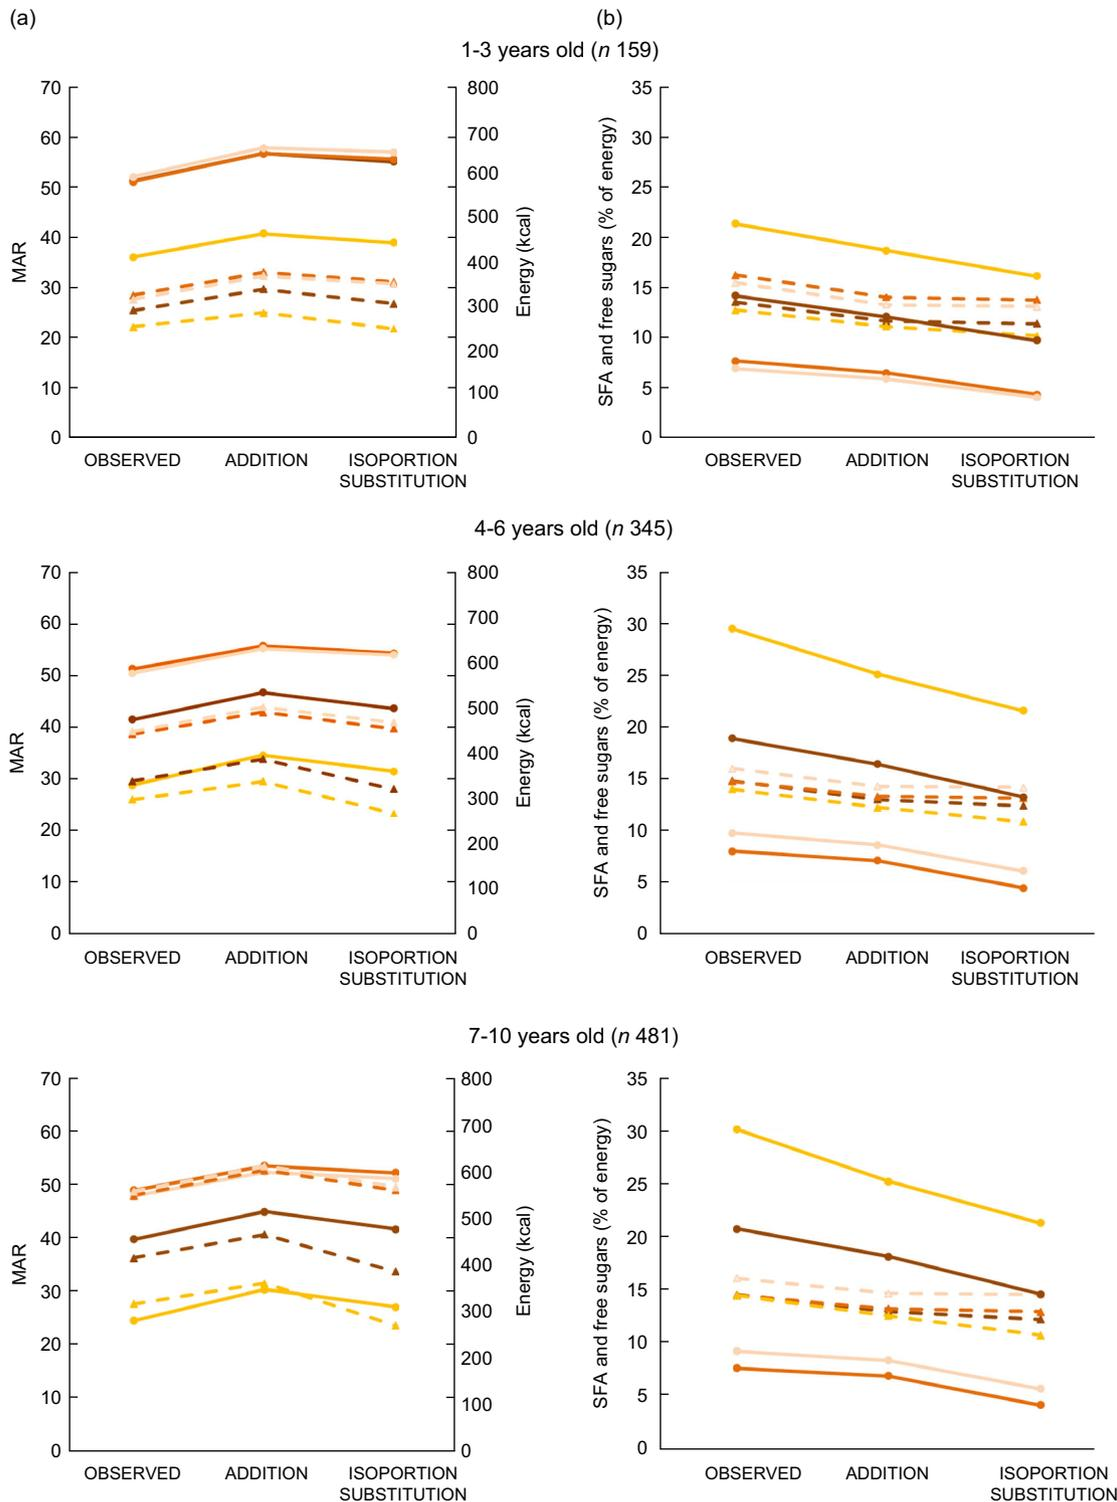 (a)
(b)
1-3 years old (n 159)
70
60
50
40
30
20
10
0
MAR
800
700
600
500
400
300
200
100
0
Energy (kcal)
OBSERVED
ADDITION
ISOPORTION
SUBSTITUTION
35
30
25
20
15
10
5
0
SFA and free sugars (% of energy)
OBSERVED
ADDITION
ISOPORTION
SUBSTITUTION
4-6 years old (n 345)
70
60
50
40
30
20
10
0
MAR
800
700
600
500
400
300
200
100
0
Energy (kcal)
OBSERVED
ADDITION
ISOPORTION
SUBSTITUTION
35
30
25
20
15
10
5
0
SFA and free sugars (% of energy)
OBSERVED
ADDITION
ISOPORTION
SUBSTITUTION
7-10 years old (n 481)
70
60
50
40
30
20
10
0
MAR
800
700
600
500
400
300
200
100
0
Energy (kcal)
OBSERVED
ADDITION
ISOPORTION
SUBSTITUTION
35
30
25
20
15
10
5
0
SFA and free sugars (% of energy)
OBSERVED
ADDITION
ISOPORTION
SUBSTITUTION